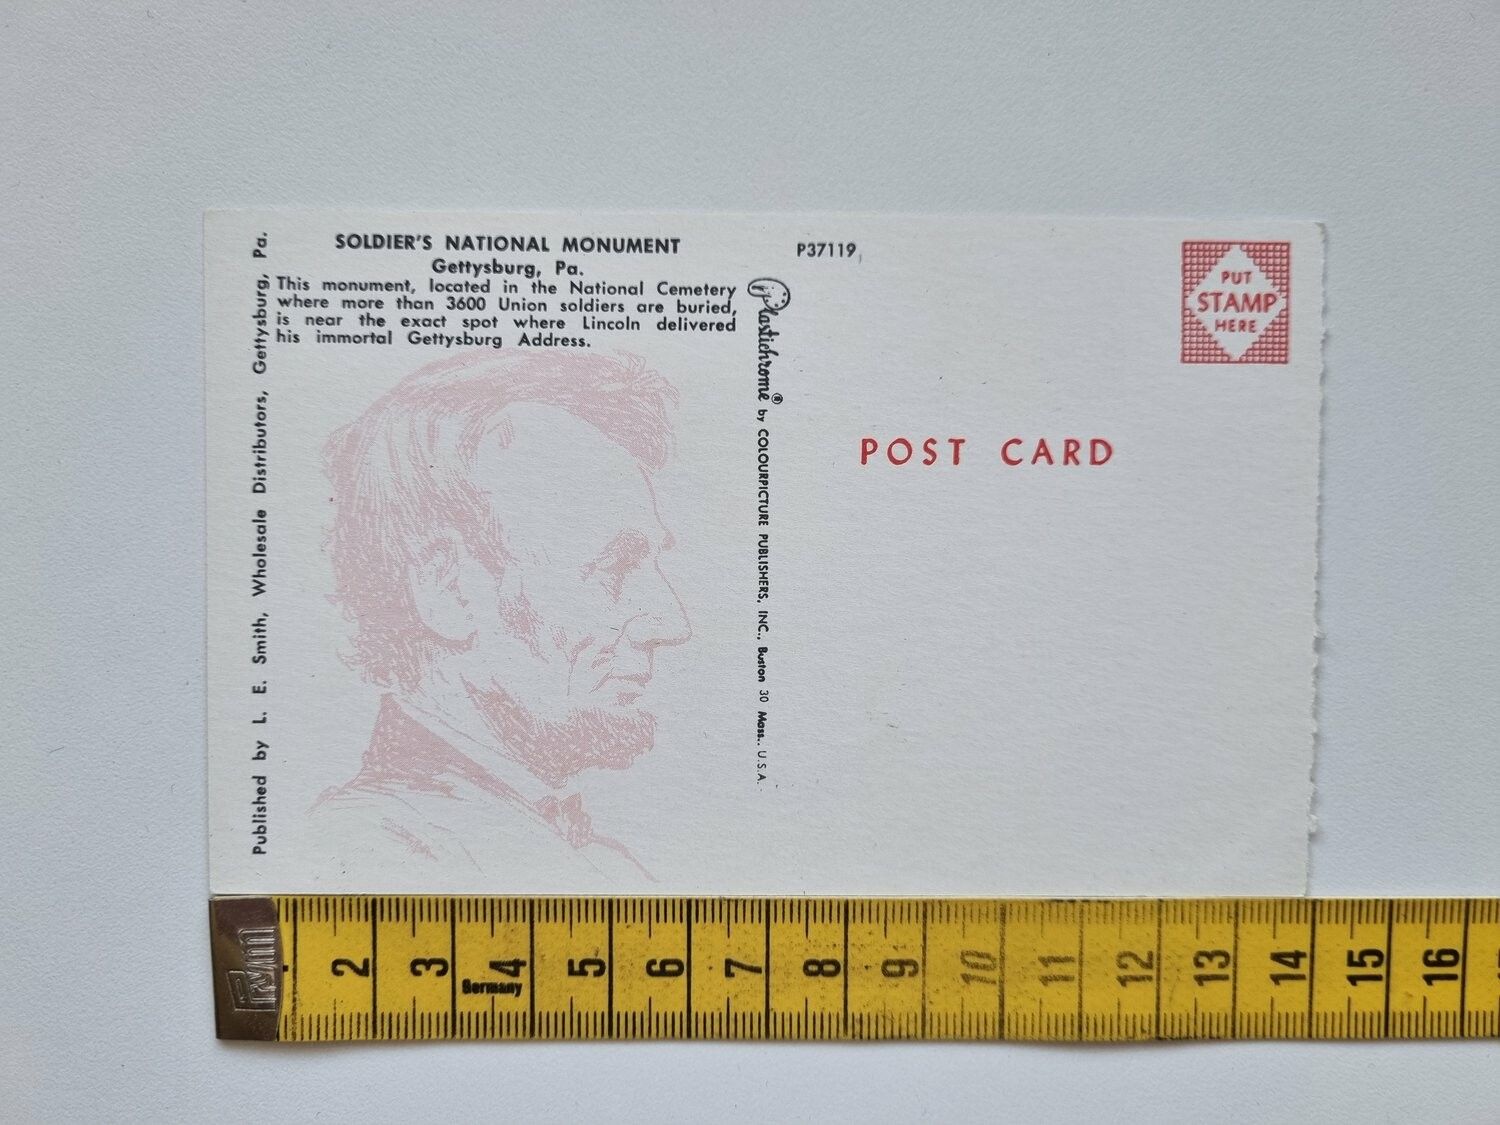 SOLDIER'S NATIONAL MONUMENT
Gettysburg, Pa.
This monument, located in the National Cemetery
where more than 3600 Union soldiers are buried,
is near the exact spot where Lincoln delivered
his immortal Gettysburg Address.
Published by L. E. Smith, Wholesale Distributors, Gettysburg, Pa.
Plastichrome® by COLOURPICTURE PUBLISHERS, INC., Boston 30 Mass., U.S.A.
P37119
PUT
STAMP
HERE
POST CARD
Prym
2 3 4 5 6 7 8 9 10 11 12 13 14 15 16
Germany